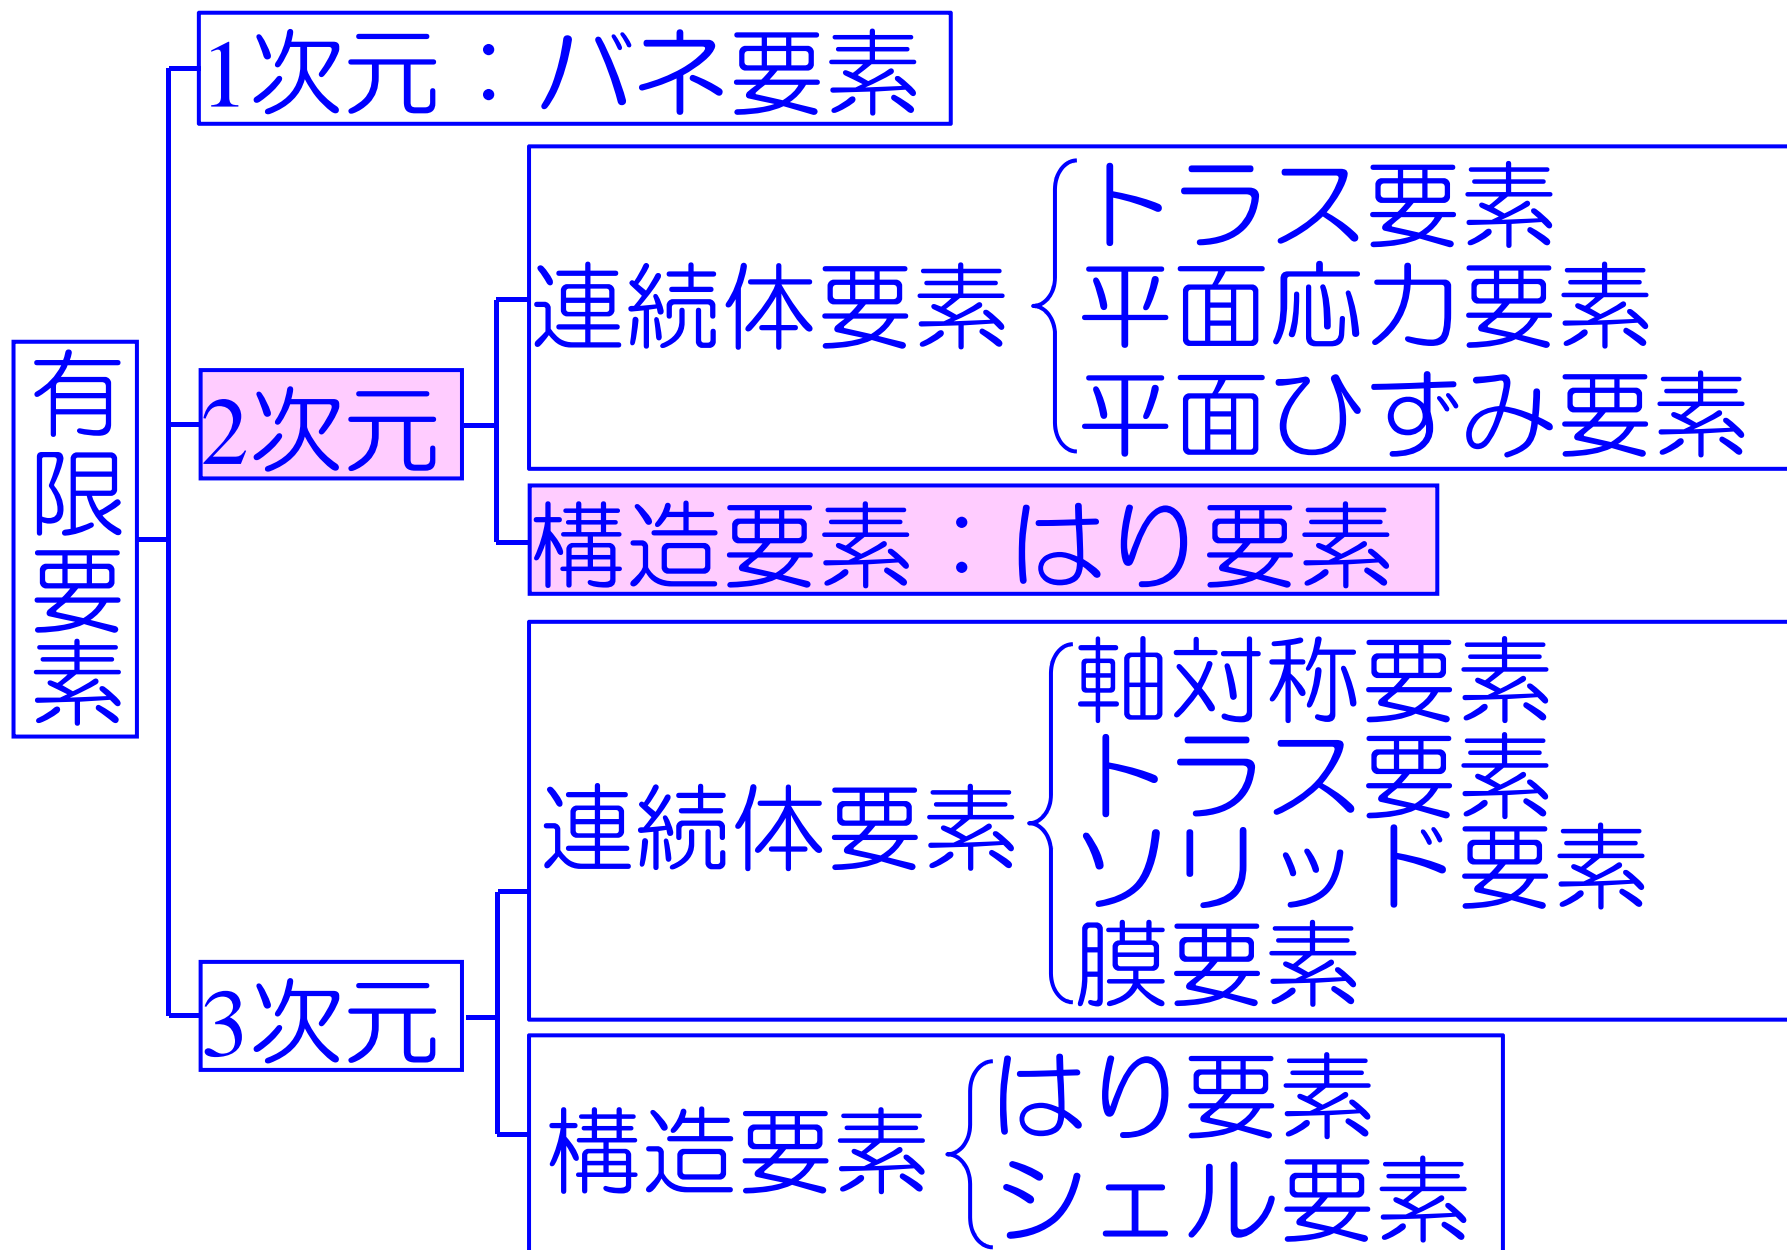 有限要素
1次元：バネ要素
2次元
連続体要素
トラス要素
平面応力要素
平面ひずみ要素
構造要素：はり要素
3次元
連続体要素
軸対称要素
トラス要素
ソリッド要素
膜要素
構造要素
はり要素
シェル要素